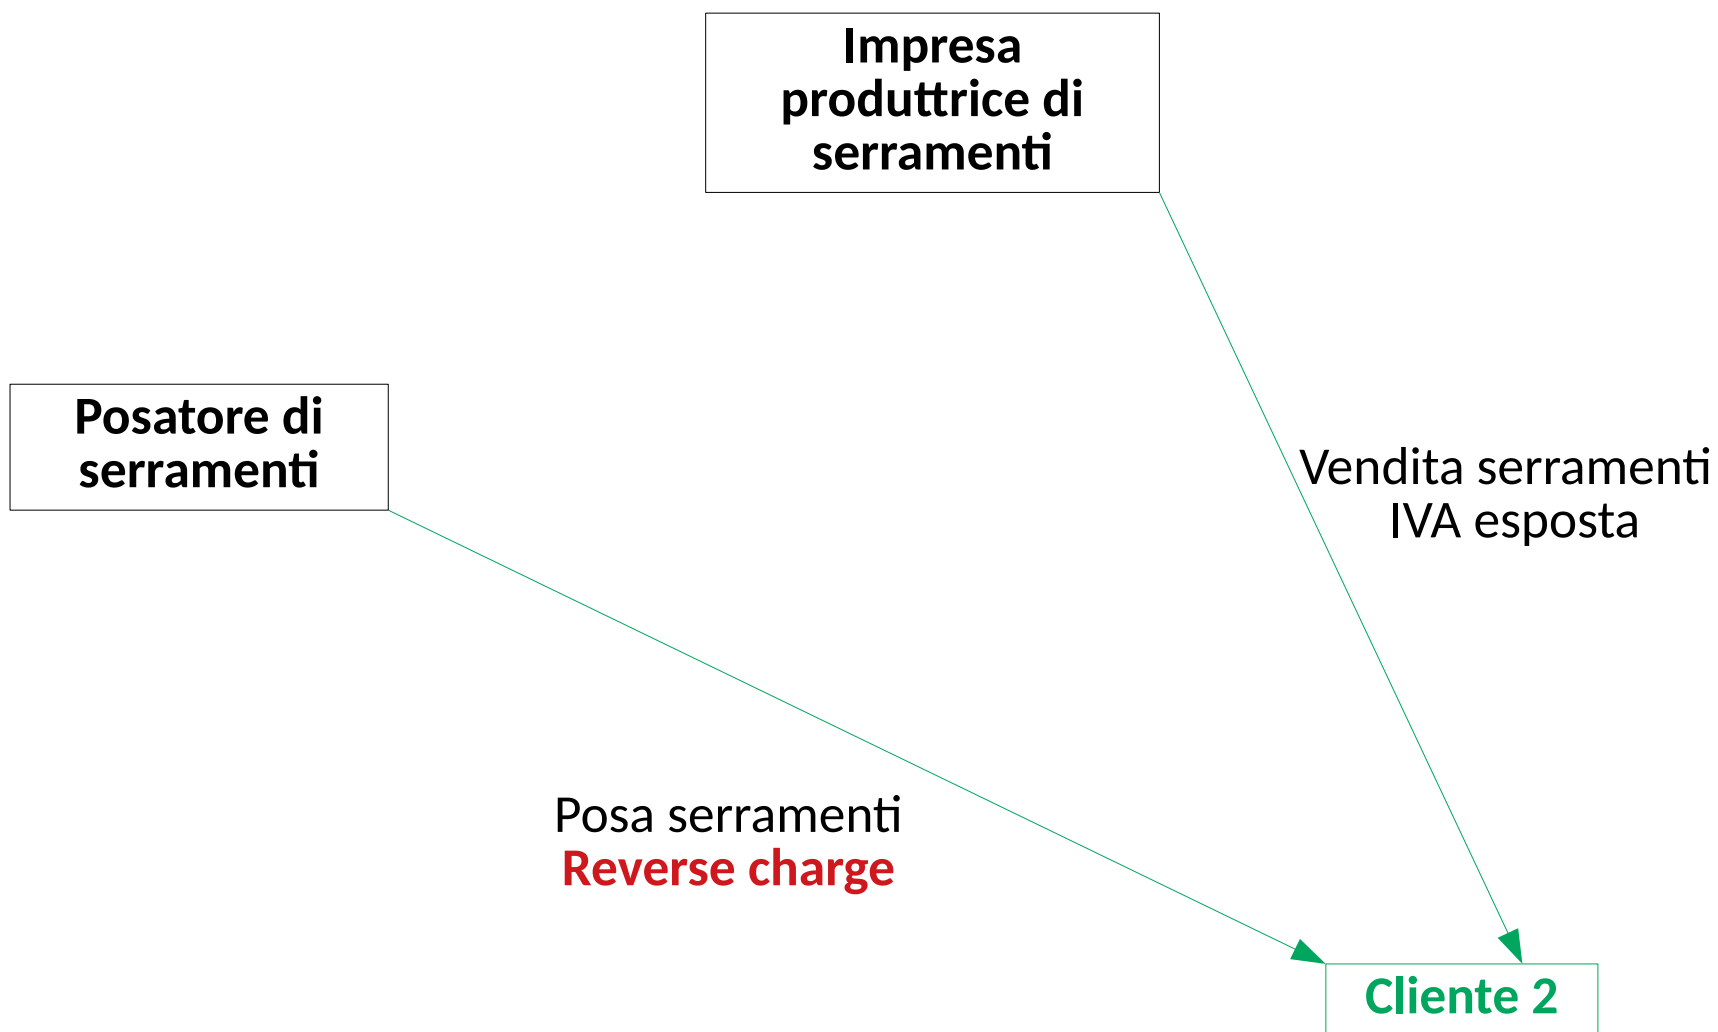 Impresa
produttrice di
serramenti
Posatore di
serramenti
Vendita serramenti
IVA esposta
Posa serramenti
Reverse charge
Cliente 2